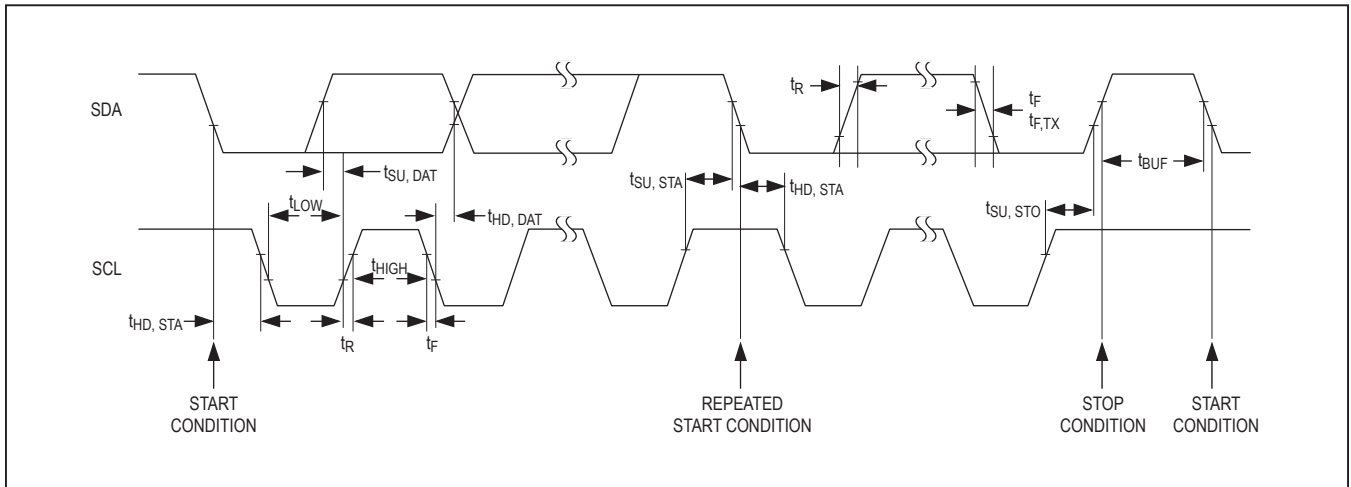 SDA
tR
tF
tF,TX
tSU, DAT
tLOW
tHD, DAT
tSU, STA
tHD, STA
tBUF
tSU, STO
SCL
tHIGH
tHD, STA
tR
tF
START
CONDITION
REPEATED
START CONDITION
STOP
CONDITION
START
CONDITION